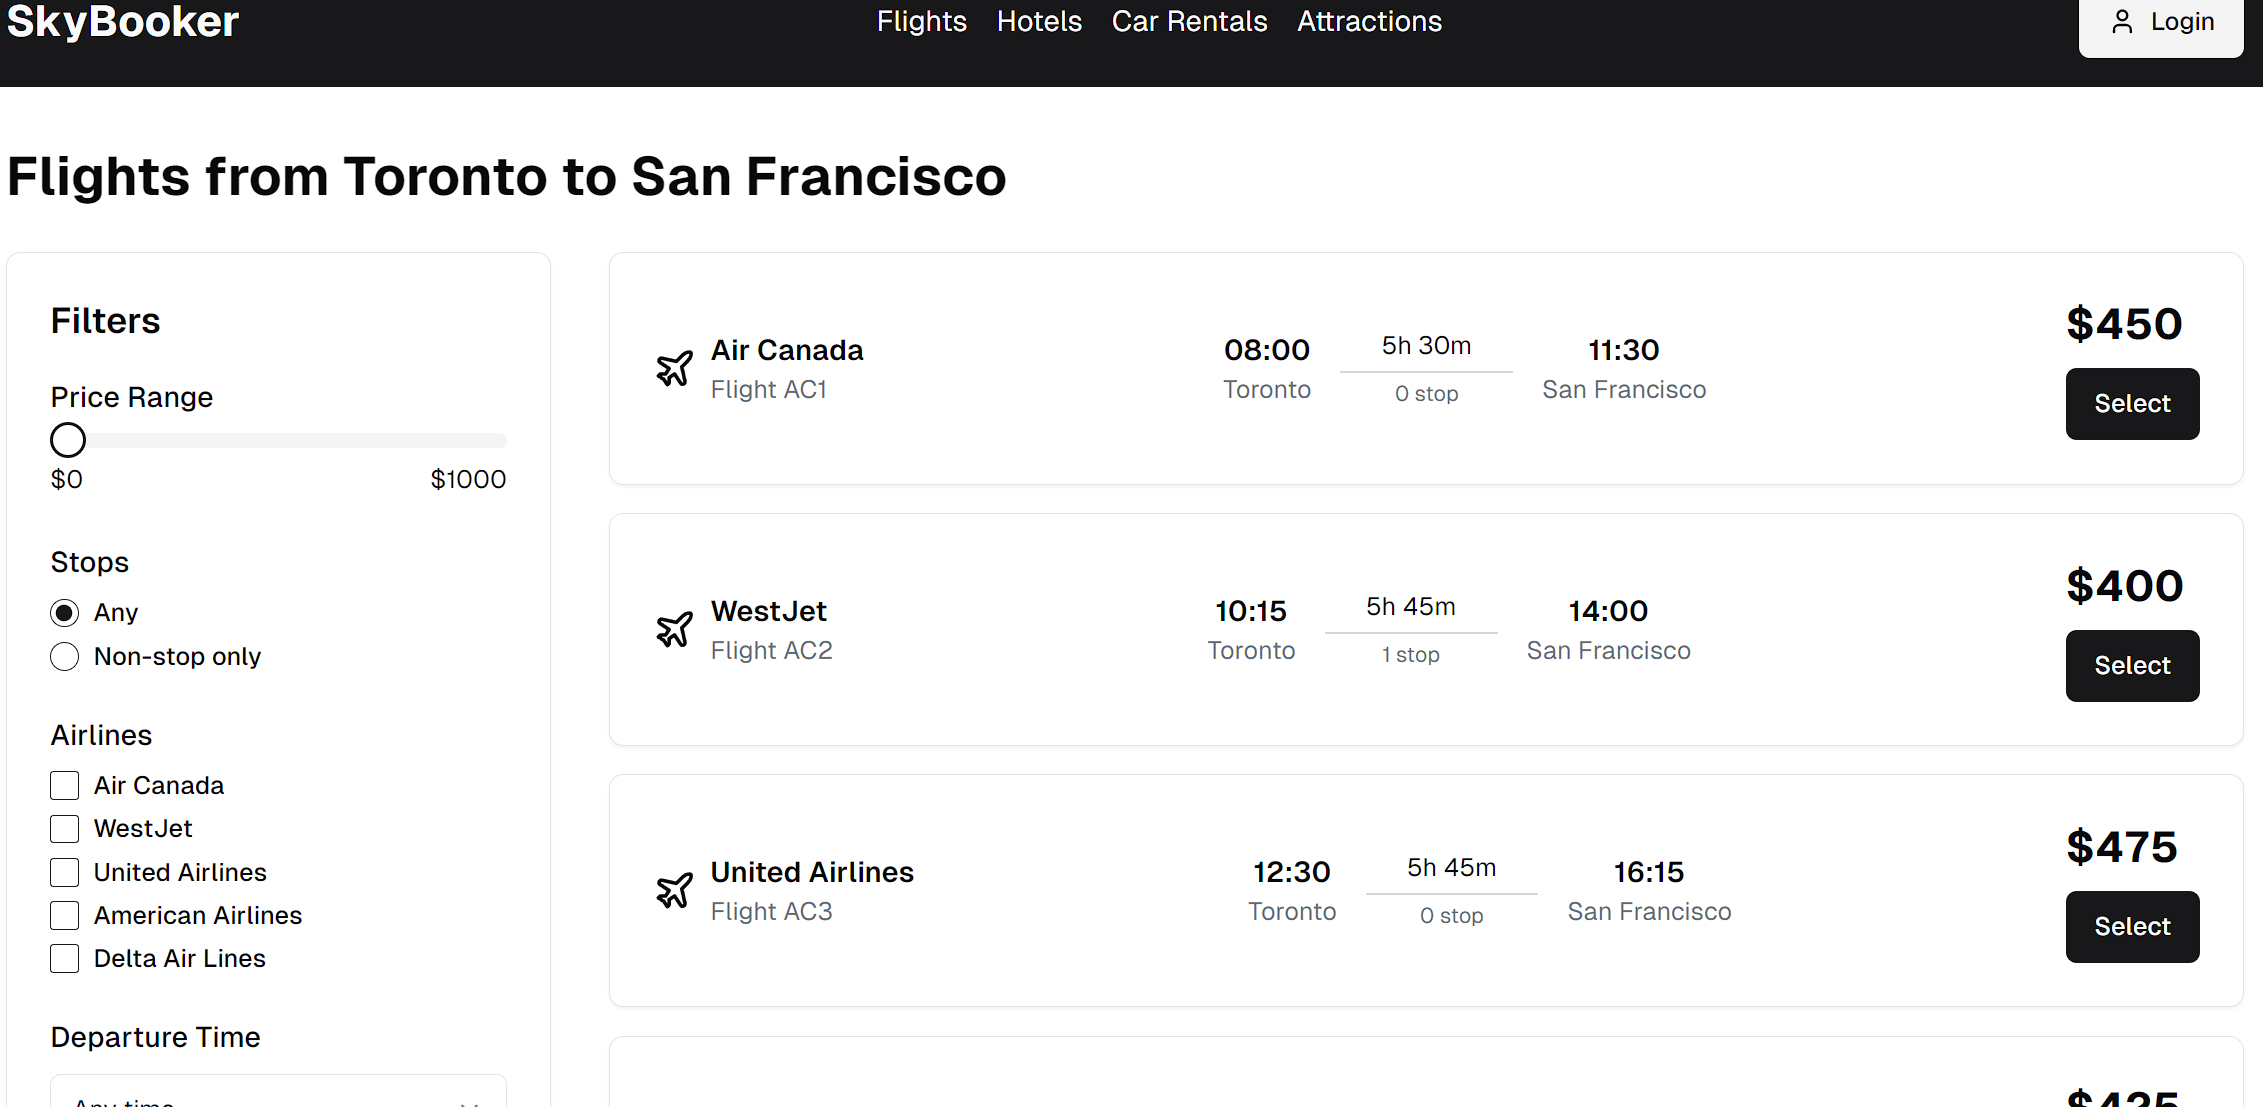 SkyBooker
Flights Hotels Car Rentals Attractions
Login
Flights from Toronto to San Francisco
Filters
Price Range
$0 $1000
Stops
Any
Non-stop only
Airlines
Air Canada
WestJet
United Airlines
American Airlines
Delta Air Lines
Departure Time
Any time
Air Canada
Flight AC1
08:00
Toronto
5h 30m
0 stop
11:30
San Francisco
$450
Select
WestJet
Flight AC2
10:15
Toronto
5h 45m
1 stop
14:00
San Francisco
$400
Select
United Airlines
Flight AC3
12:30
Toronto
5h 45m
0 stop
16:15
San Francisco
$475
Select
$425